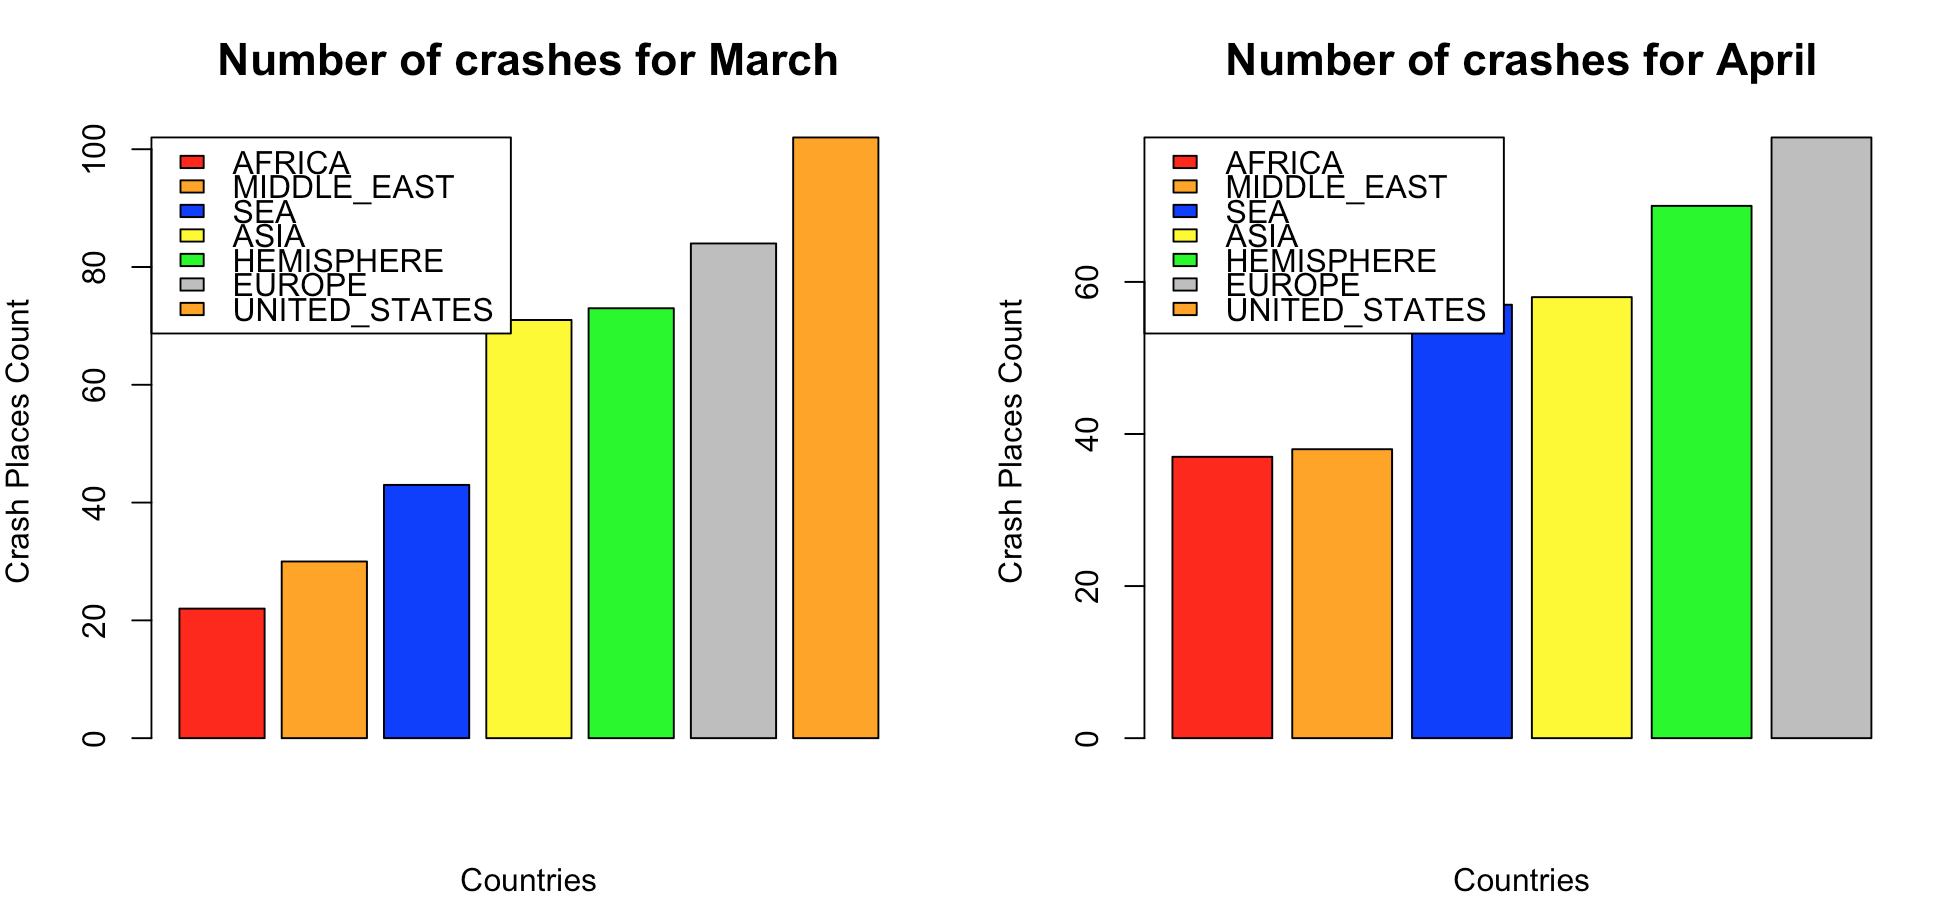 Number of crashes for March
100
80
60
40
20
0
Crash Places Count
AFRICA
MIDDLE_EAST
SEA
ASIA
HEMISPHERE
EUROPE
UNITED_STATES
Countries
Number of crashes for April
60
40
20
0
Crash Places Count
AFRICA
MIDDLE_EAST
SEA
ASIA
HEMISPHERE
EUROPE
UNITED_STATES
Countries